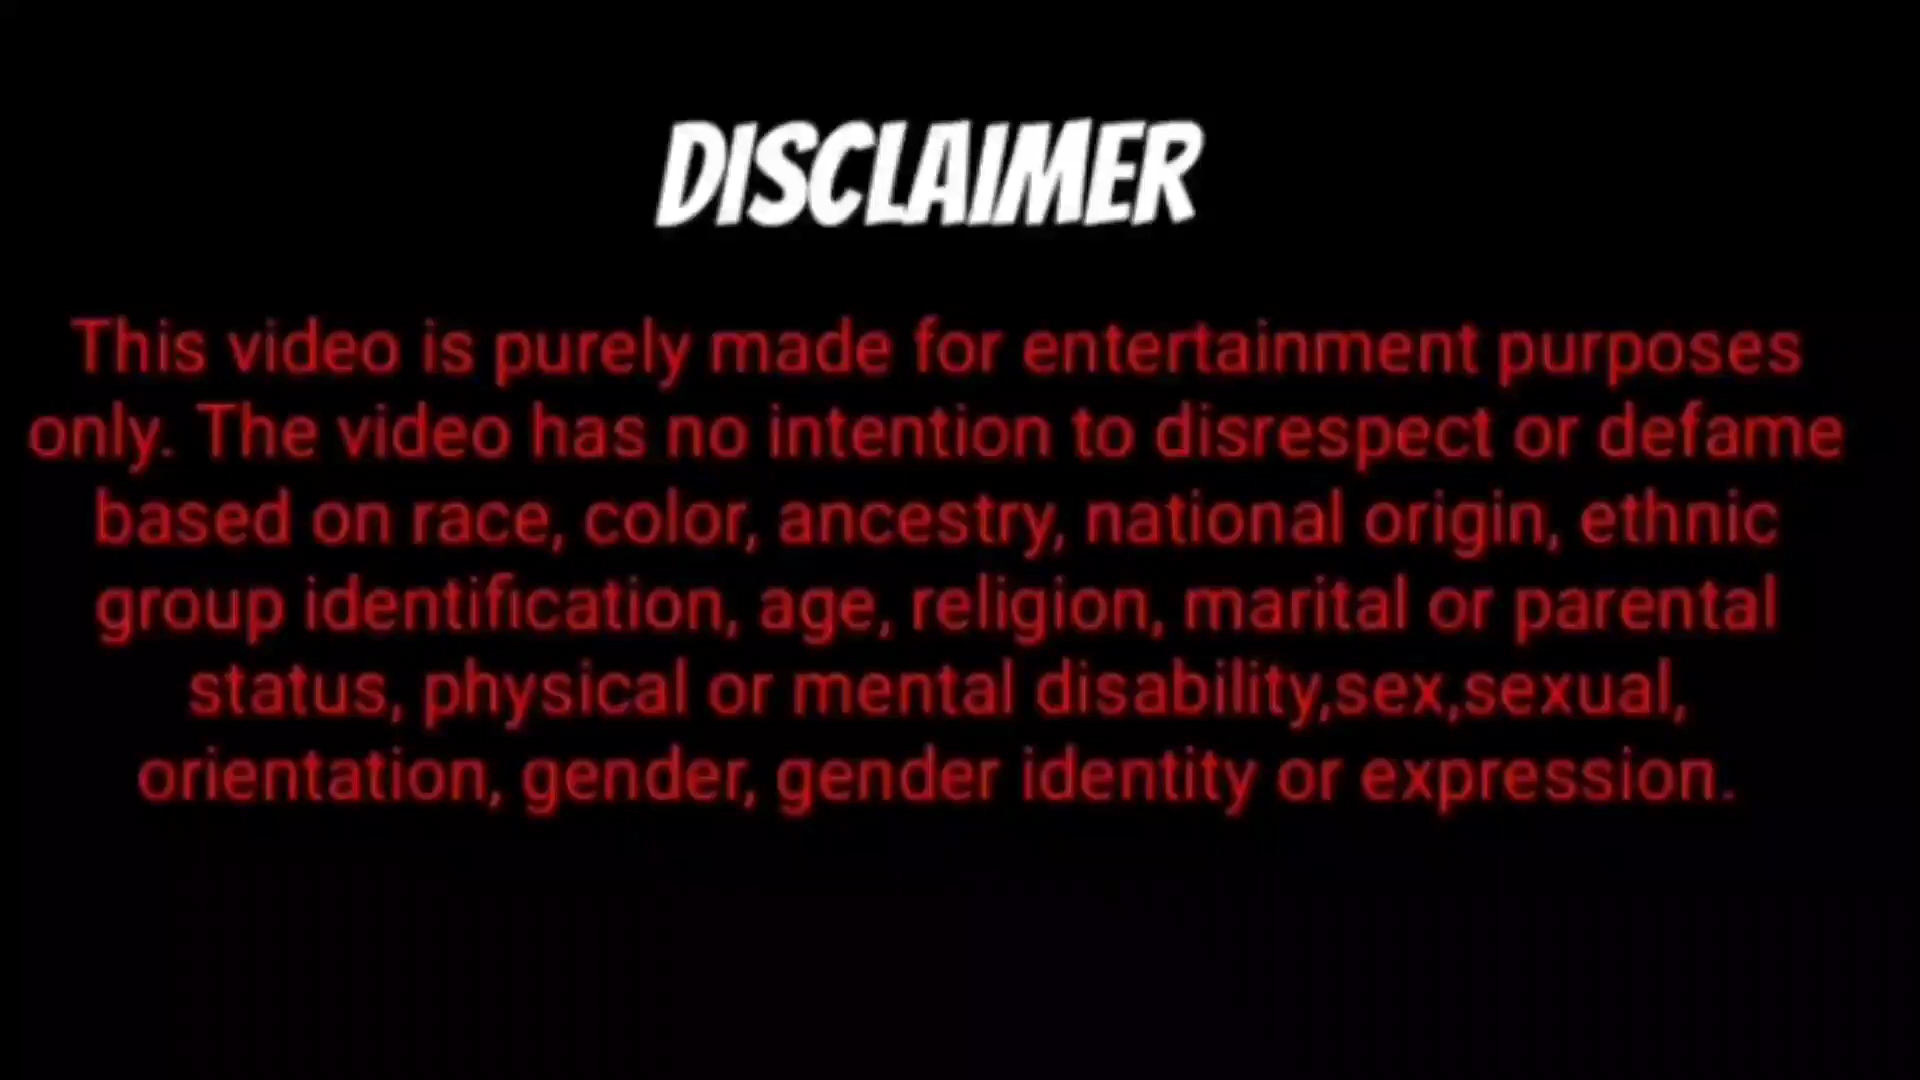 DISCLAIMER
This video is purely made for entertainment purposes
only. The video has no intention to disrespect or defame
based on race, color, ancestry, national origin, ethnic
group identification, age, religion, marital or parental
status, physical or mental disability,sex,sexual,
orientation, gender, gender identity or expression.